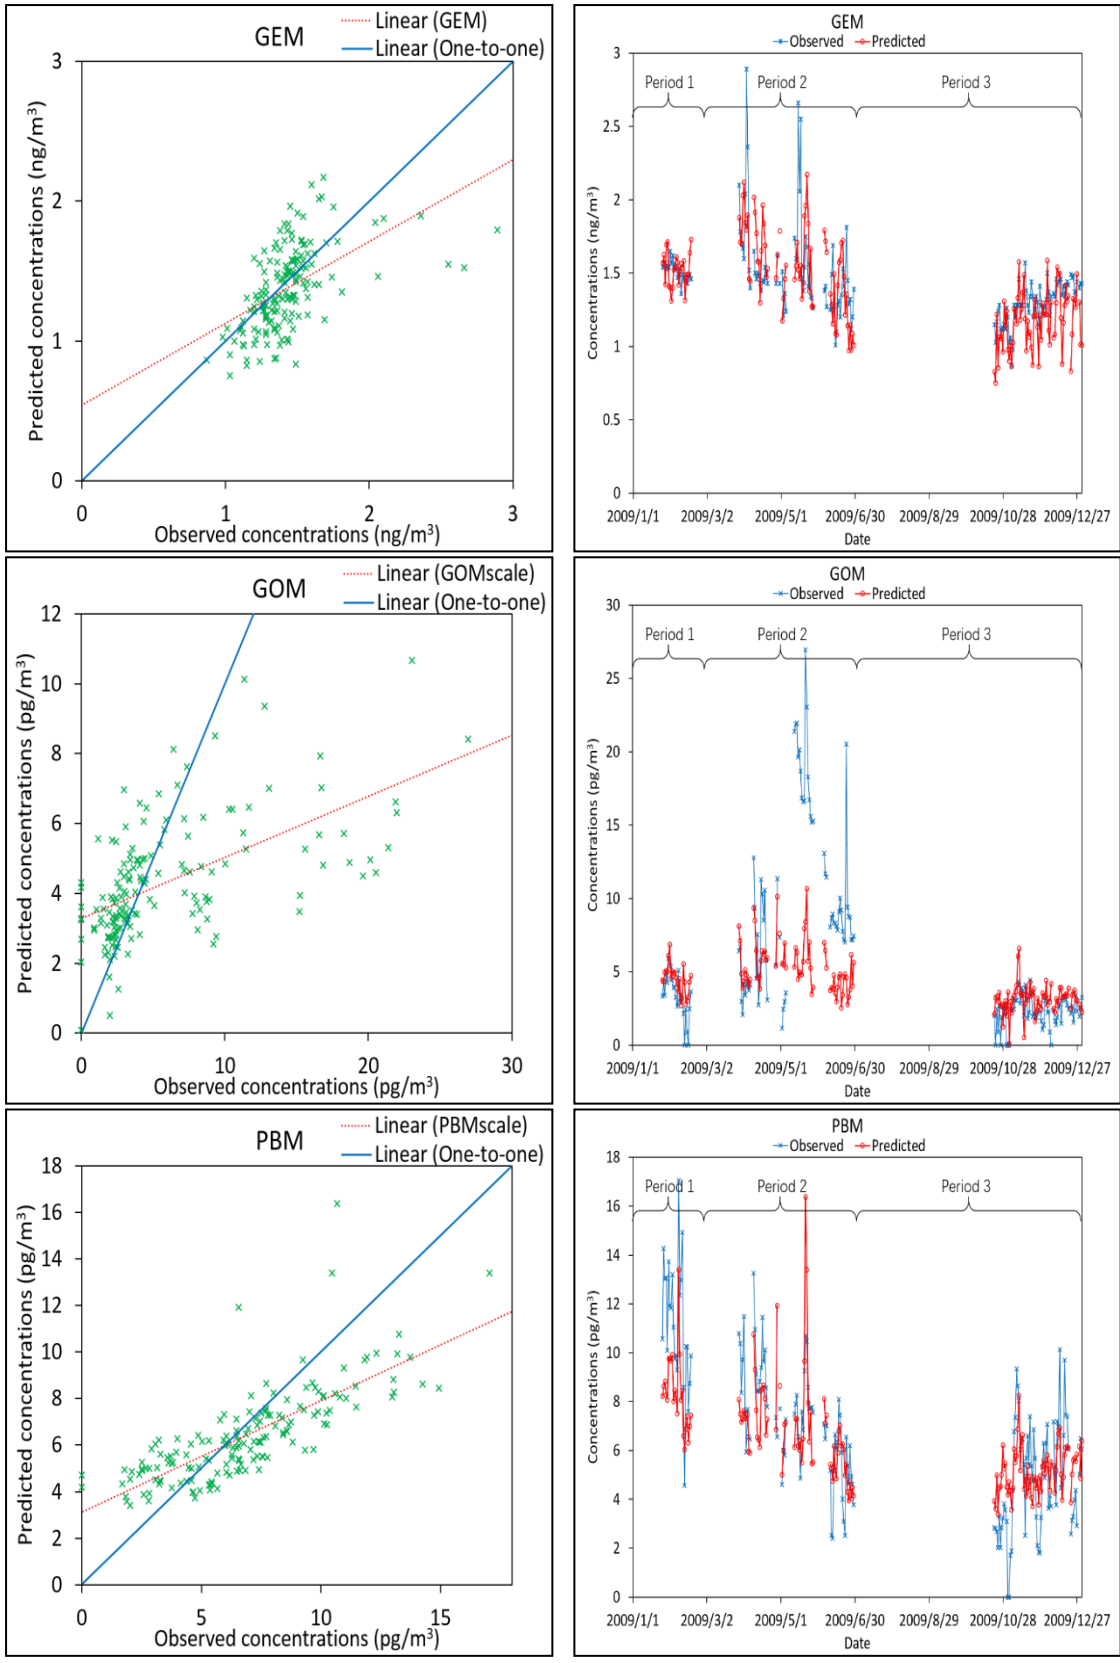 GEM
Linear (GEM)
Linear (One-to-one)
Predicted concentrations (ng/m³)
3
2
1
0
0 1 2 3
Observed concentrations (ng/m³)
GEM
Observed Predicted
Period 1 Period 2 Period 3
Concentrations (ng/m³)
3
2.5
2
1.5
1
0.5
0
2009/1/1 2009/3/2 2009/5/1 2009/6/30 2009/8/29 2009/10/28 2009/12/27
Date
GOM
Linear (GOMscale)
Linear (One-to-one)
Predicted concentrations (pg/m³)
12
10
8
6
4
2
0
0 10 20 30
Observed concentrations (pg/m³)
GOM
Observed Predicted
Period 1 Period 2 Period 3
Concentrations (pg/m³)
30
25
20
15
10
5
0
2009/1/1 2009/3/2 2009/5/1 2009/6/30 2009/8/29 2009/10/28 2009/12/27
Date
PBM
Linear (PBMscale)
Linear (One-to-one)
Predicted concentrations (pg/m³)
18
16
14
12
10
8
6
4
2
0
0 5 10 15
Observed concentrations (pg/m³)
PBM
Observed Predicted
Period 1 Period 2 Period 3
Concentrations (pg/m³)
18
16
14
12
10
8
6
4
2
0
2009/1/1 2009/3/2 2009/5/1 2009/6/30 2009/8/29 2009/10/28 2009/12/27
Date